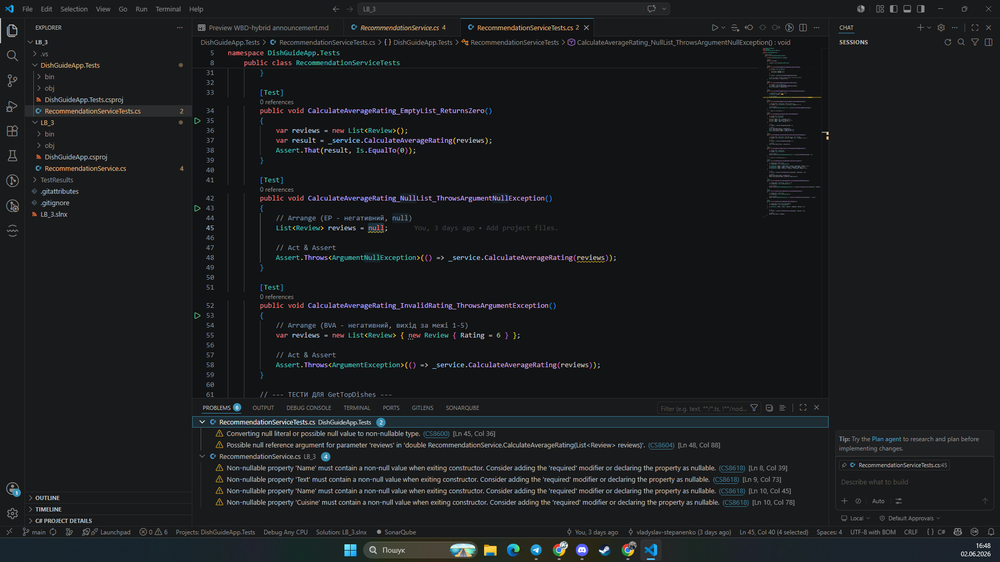 File Edit Selection View Go Run Terminal Help
LB_3
EXPLORER
LB_3
.vs
DishGuideApp.Tests
bin
obj
DishGuideApp.Tests.csproj
RecommendationServiceTests.cs 2
LB_3
bin
obj
DishGuideApp.csproj
RecommendationService.cs 4
TestResults
.gitattributes
.gitignore
LB_3.slnx
OUTLINE
TIMELINE
C# PROJECT DETAILS
Preview WBD-hybrid announcement.md
RecommendationService.cs 4
RecommendationServiceTests.cs 2
DishGuideApp.Tests > RecommendationServiceTests.cs > {} DishGuideApp.Tests > RecommendationServiceTests > CalculateAverageRating_NullList_ThrowsArgumentNullException() : void
5 namespace DishGuideApp.Tests
8 public class RecommendationServiceTests
31 }
32
33 [Test]
0 references
34 public void CalculateAverageRating_EmptyList_ReturnsZero()
35 {
36 var reviews = new List<Review>();
37 var result = _service.CalculateAverageRating(reviews);
38 Assert.That(result, Is.EqualTo(0));
39 }
40
41 [Test]
0 references
42 public void CalculateAverageRating_NullList_ThrowsArgumentNullException()
43 {
44 // Arrange (EP - негативний, null)
45 List<Review> reviews = null; You, 3 days ago • Add project files.
46
47 // Act & Assert
48 Assert.Throws<ArgumentNullException>(() => _service.CalculateAverageRating(reviews));
49 }
50
51 [Test]
0 references
52 public void CalculateAverageRating_InvalidRating_ThrowsArgumentException()
53 {
54 // Arrange (BVA - негативний, вихід за межі 1-5)
55 var reviews = new List<Review> { new Review { Rating = 6 } };
56
57 // Act & Assert
58 Assert.Throws<ArgumentException>(() => _service.CalculateAverageRating(reviews));
59 }
60
61 // --- ТЕСТИ ДЛЯ GetTopDishes ---
PROBLEMS 6 OUTPUT DEBUG CONSOLE TERMINAL PORTS GITLENS SONARQUBE
Filter (e.g. text, **/*.ts, !**/nod...
RecommendationServiceTests.cs DishGuideApp.Tests 2
Converting null literal or possible null value to non-nullable type. (CS8600) [Ln 45, Col 36]
Possible null reference argument for parameter 'reviews' in 'double RecommendationService.CalculateAverageRating(List<Review> reviews)'. (CS8604) [Ln 48, Col 88]
RecommendationService.cs LB_3 4
Non-nullable property 'Name' must contain a non-null value when exiting constructor. Consider adding the 'required' modifier or declaring the property as nullable. (CS8618) [Ln 8, Col 39]
Non-nullable property 'Text' must contain a non-null value when exiting constructor. Consider adding the 'required' modifier or declaring the property as nullable. (CS8618) [Ln 9, Col 73]
Non-nullable property 'Name' must contain a non-null value when exiting constructor. Consider adding the 'required' modifier or declaring the property as nullable. (CS8618) [Ln 10, Col 45]
Non-nullable property 'Cuisine' must contain a non-null value when exiting constructor. Consider adding the 'required' modifier or declaring the property as nullable. (CS8618) [Ln 10, Col 78]
CHAT
SESSIONS
Tip: Try the Plan agent to research and plan before
implementing changes.
RecommendationServiceTests.cs:45
Describe what to build
Auto
Local Default Approvals
1
main Launchpad 0 6 Projects: DishGuideApp.Tests Debug Any CPU Solution: LB_3.slnx SonarQube You, 3 days ago vladyslav-stepanenko (3 days ago) Ln 45, Col 40 (4 selected) Spaces: 4 UTF-8 with BOM CRLF {} C#
Пошук
16:48
02.06.2026